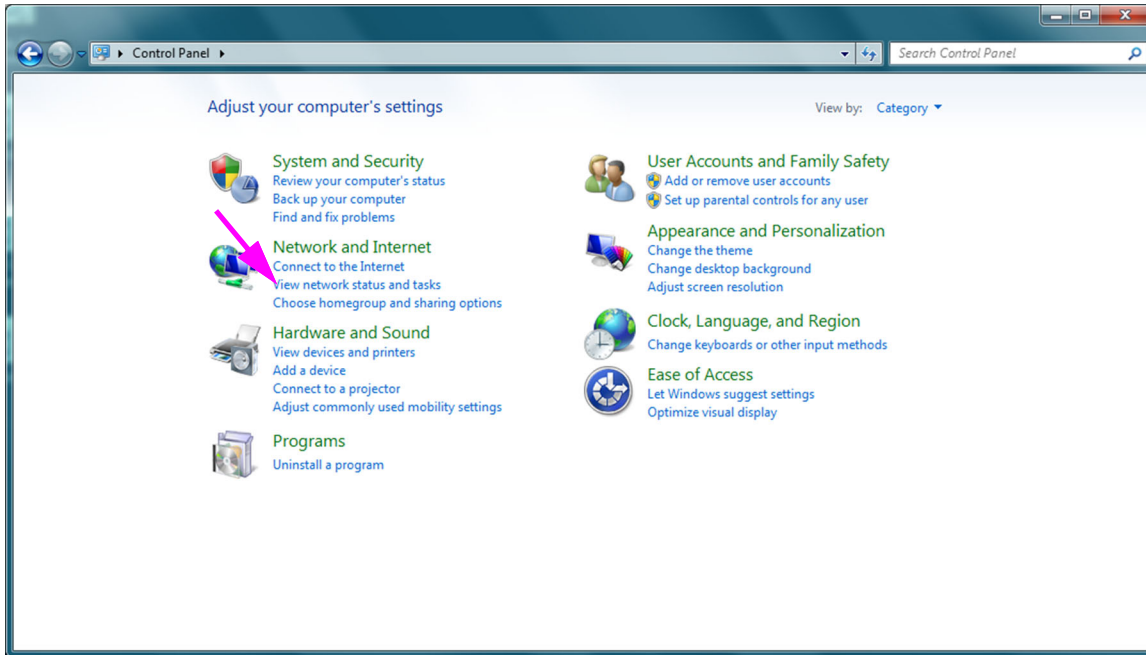 Control Panel
Search Control Panel
Adjust your computer's settings
View by: Category
System and Security
Review your computer's status
Back up your computer
Find and fix problems
Network and Internet
Connect to the Internet
View network status and tasks
Choose homegroup and sharing options
Hardware and Sound
View devices and printers
Add a device
Connect to a projector
Adjust commonly used mobility settings
Programs
Uninstall a program
User Accounts and Family Safety
Add or remove user accounts
Set up parental controls for any user
Appearance and Personalization
Change the theme
Change desktop background
Adjust screen resolution
Clock, Language, and Region
Change keyboards or other input methods
Ease of Access
Let Windows suggest settings
Optimize visual display